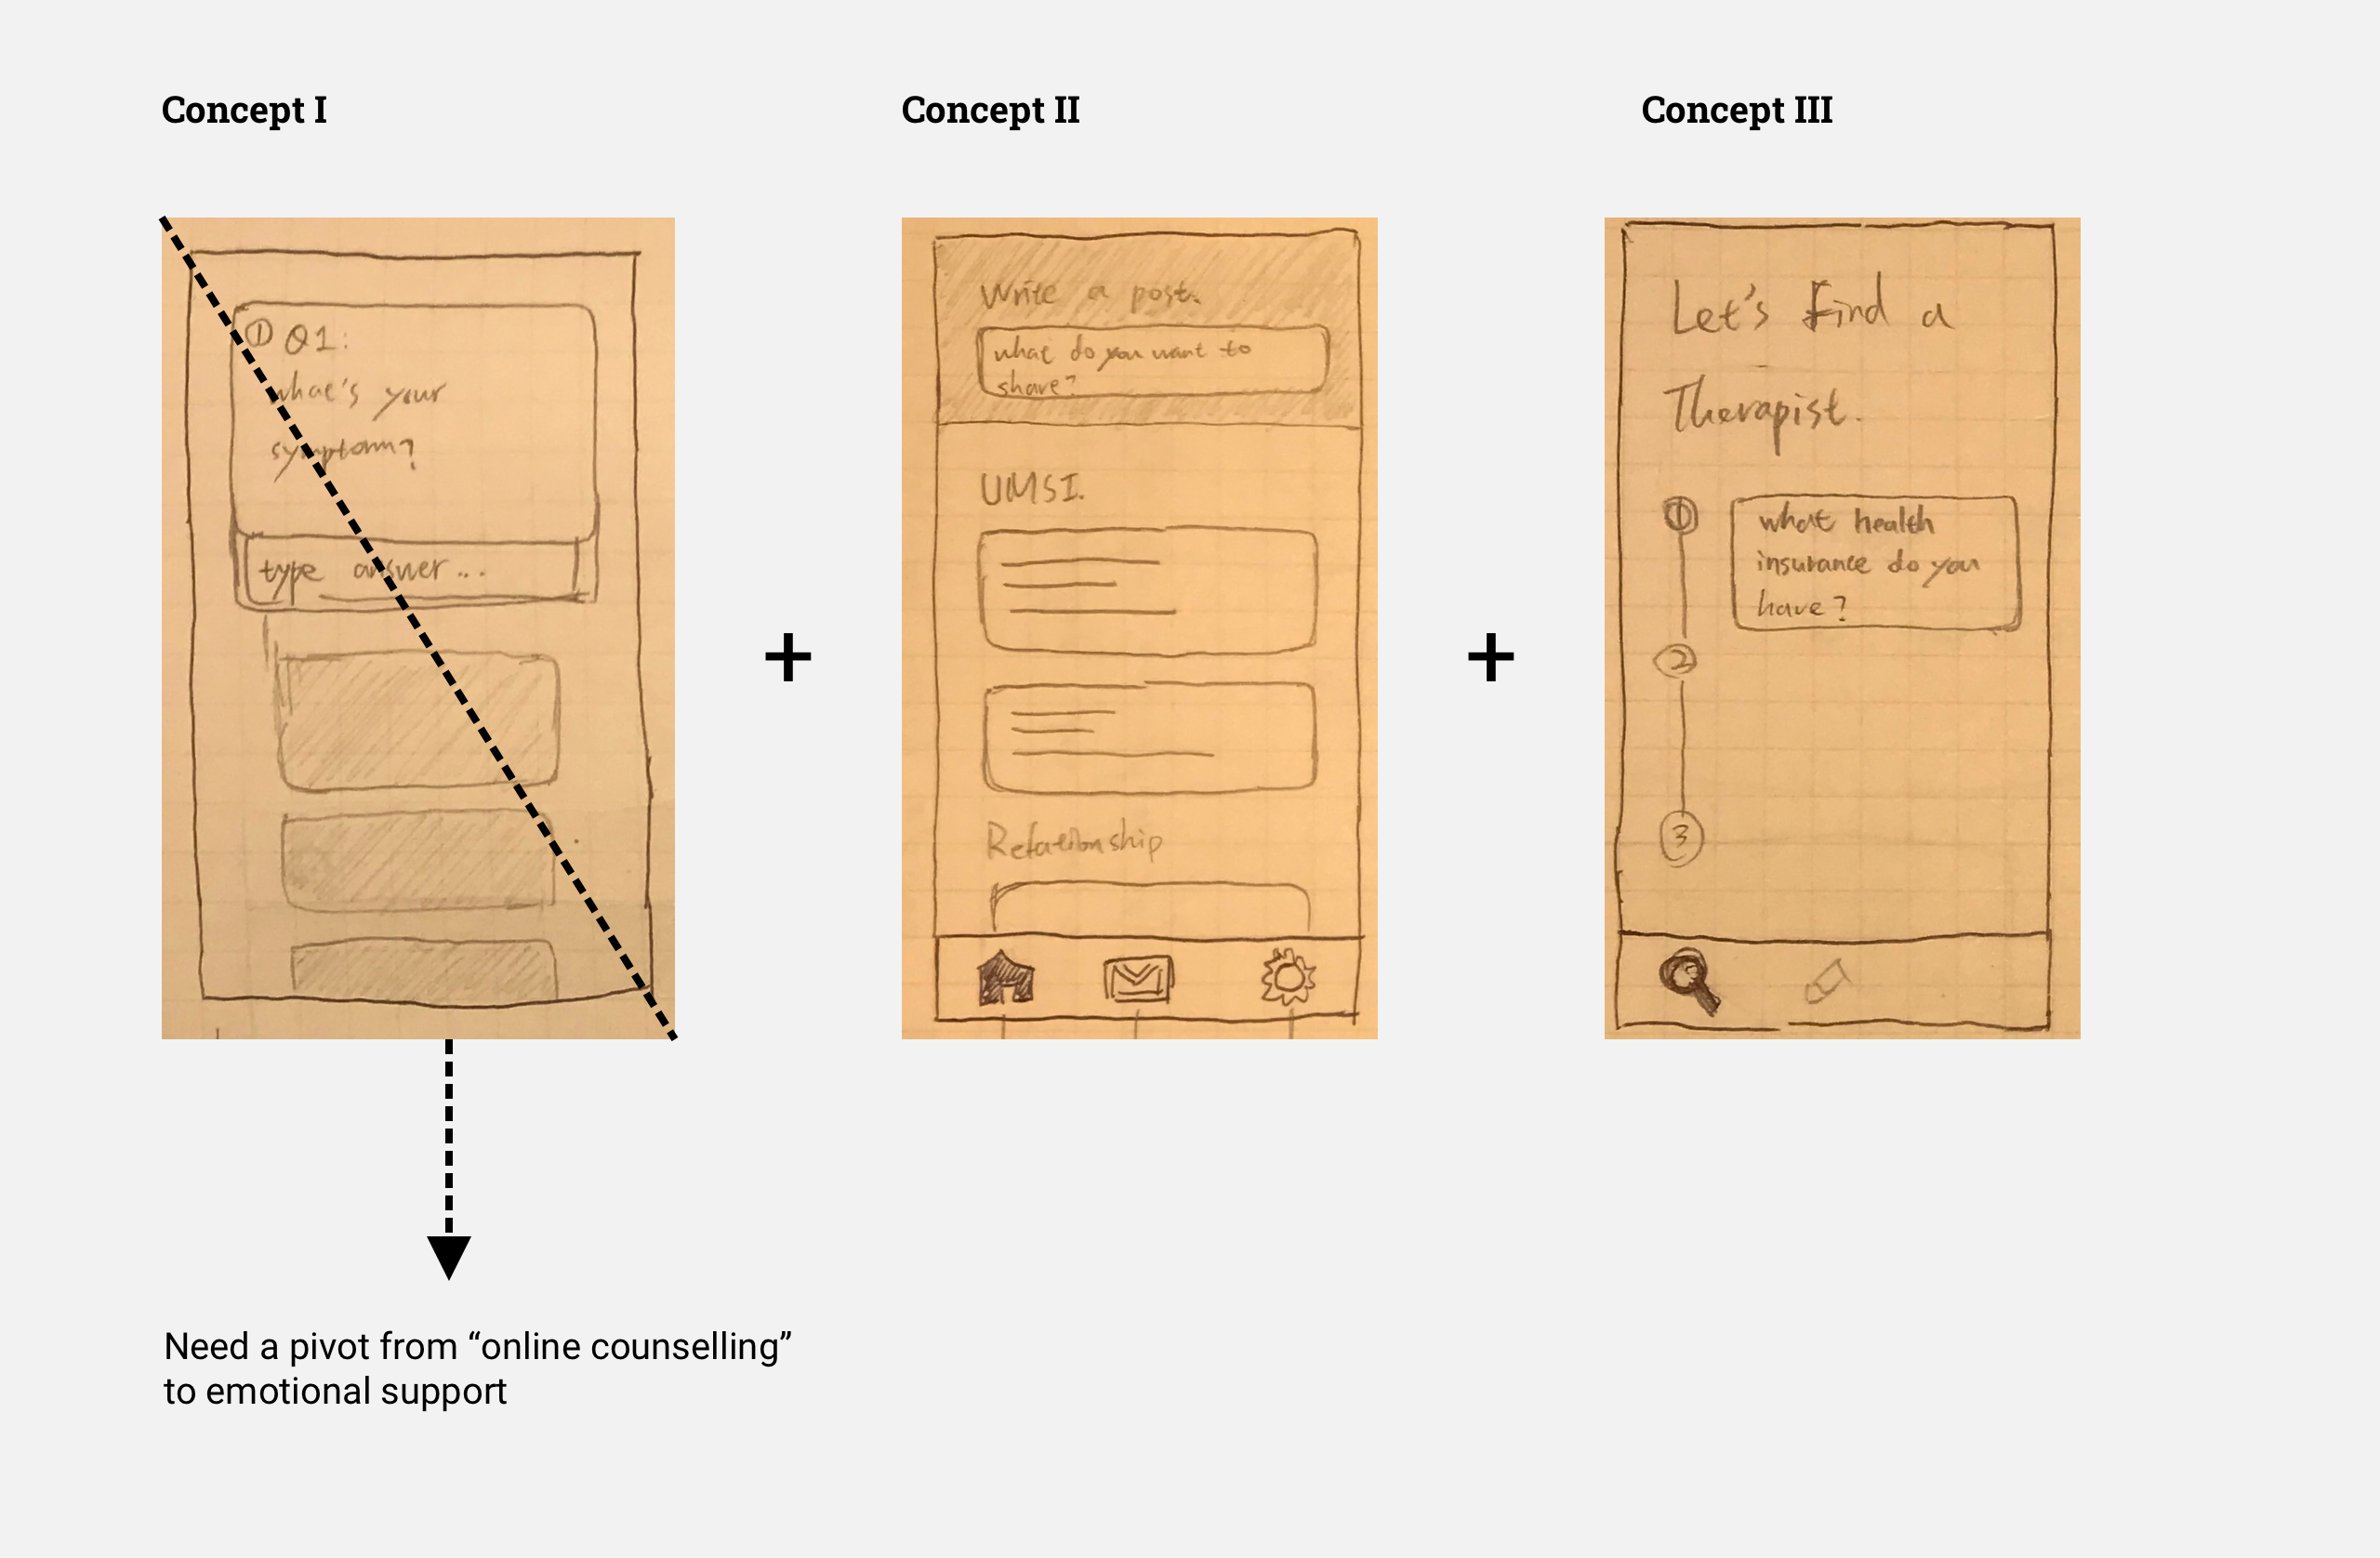 Concept I
Concept II
Concept III
① Q1:
what's your
symptom?
type answer...
Write a post.
what do you want to
share?
UMSI.
Relationship
Let's find a
Therapist.
①
what health
insurance do you
have?
②
③
Need a pivot from “online counselling”
to emotional support